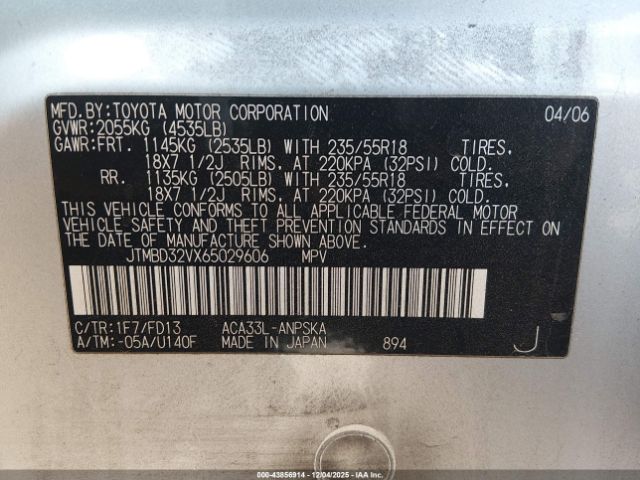 MFD.BY:TOYOTA MOTOR CORPORATION 04/06
GVWR:2055KG (4535LB)
GAWR:FRT. 1145KG (2535LB) WITH 235/55R18 TIRES,
18X7 1/2J RIMS, AT 220KPA (32PSI) COLD.
RR. 1135KG (2505LB) WITH 235/55R18 TIRES,
18X7 1/2J RIMS, AT 220KPA (32PSI) COLD.
THIS VEHICLE CONFORMS TO ALL APPLICABLE FEDERAL MOTOR
VEHICLE SAFETY AND THEFT PREVENTION STANDARDS IN EFFECT ON
THE DATE OF MANUFACTURE SHOWN ABOVE.
JTMBD32VX65029606 MPV
C/TR:1F7/FD13 ACA33L-ANPSKA
A/TM:-05A/U140F MADE IN JAPAN 894 J
000-43856914 - 12/04/2025 - IAA Inc.